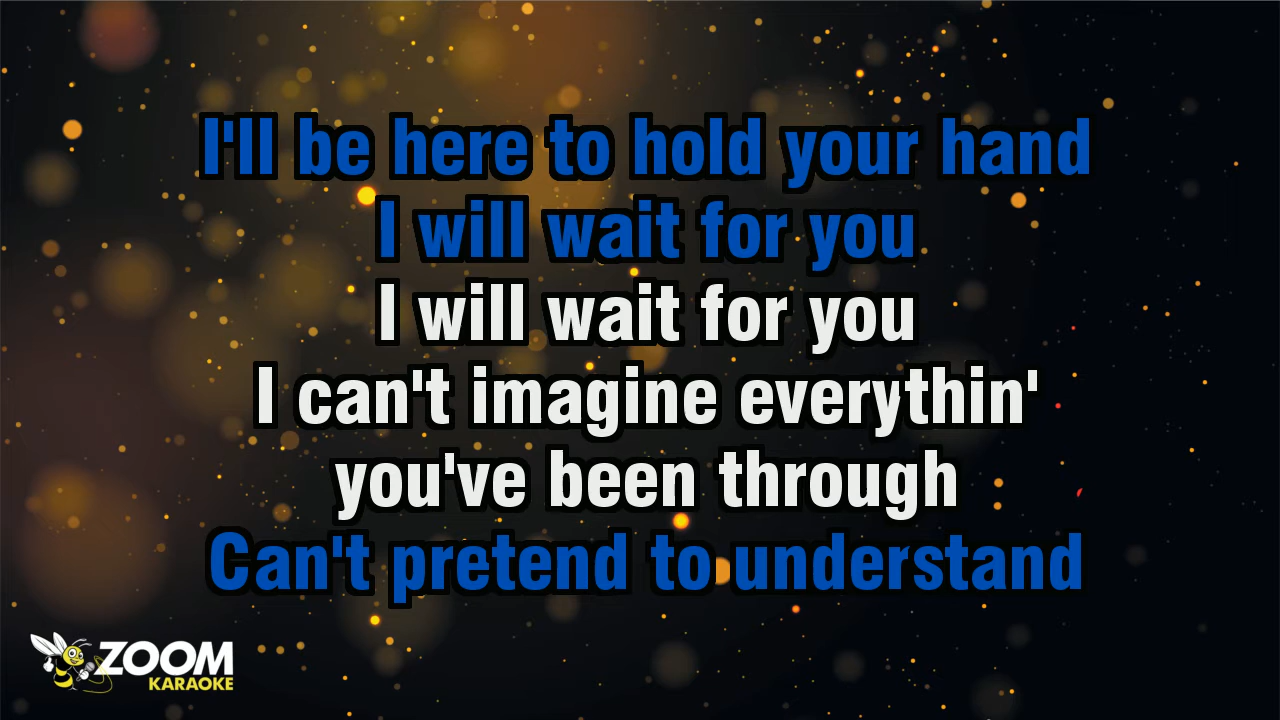 I'll be here to hold your hand
I will wait for you
I will wait for you
I can't imagine everythin'
you've been through
Can't pretend to understand
ZOOM
KARAOKE